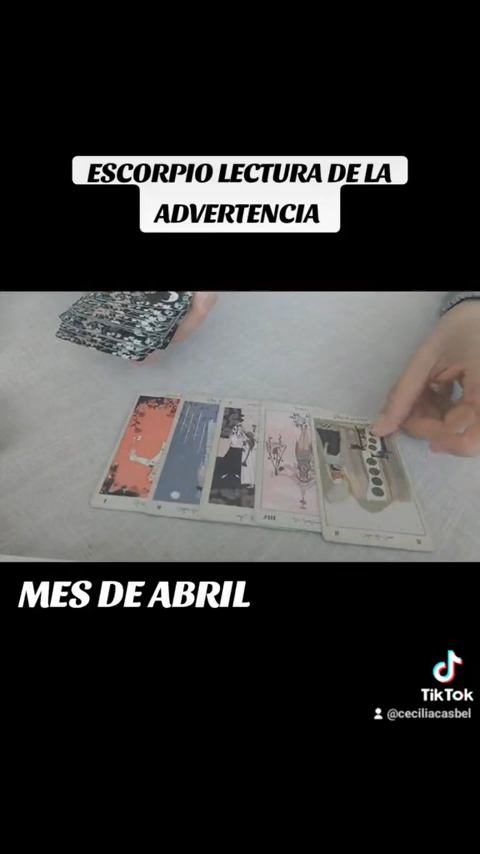 ESCORPIO LECTURA DE LA
ADVERTENCIA
MES DE ABRIL
TikTok
@ceciliacasbel